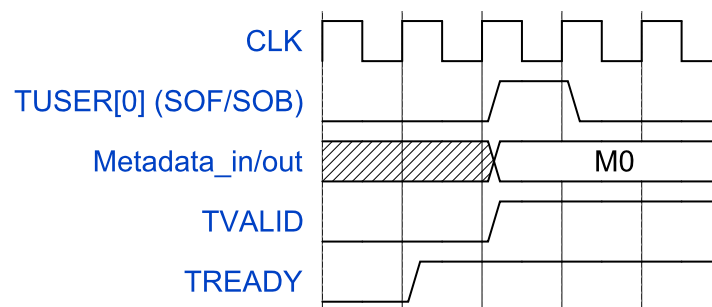 CLK
TUSER[0] (SOF/SOB)
Metadata_in/out
M0
TVALID
TREADY